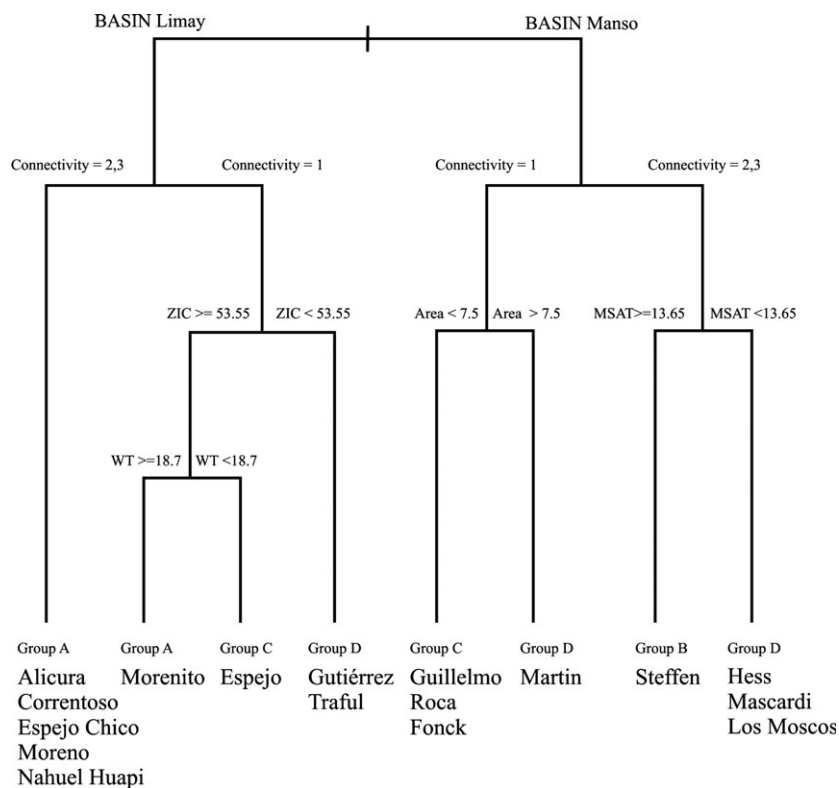 BASIN Limay
BASIN Manso
Connectivity = 2,3
Connectivity = 1
Connectivity = 1
Connectivity = 2,3
ZIC >= 53.55
ZIC < 53.55
Area < 7.5
Area > 7.5
MSAT>=13.65
MSAT <13.65
WT >=18.7
WT <18.7
Group A
Alicura
Correntoso
Espejo Chico
Moreno
Nahuel Huapi
Group A
Morenito
Group C
Espejo
Group D
Gutiérrez
Traful
Group C
Guillelmo
Roca
Fonck
Group D
Martin
Group B
Steffen
Group D
Hess
Mascardi
Los Moscos